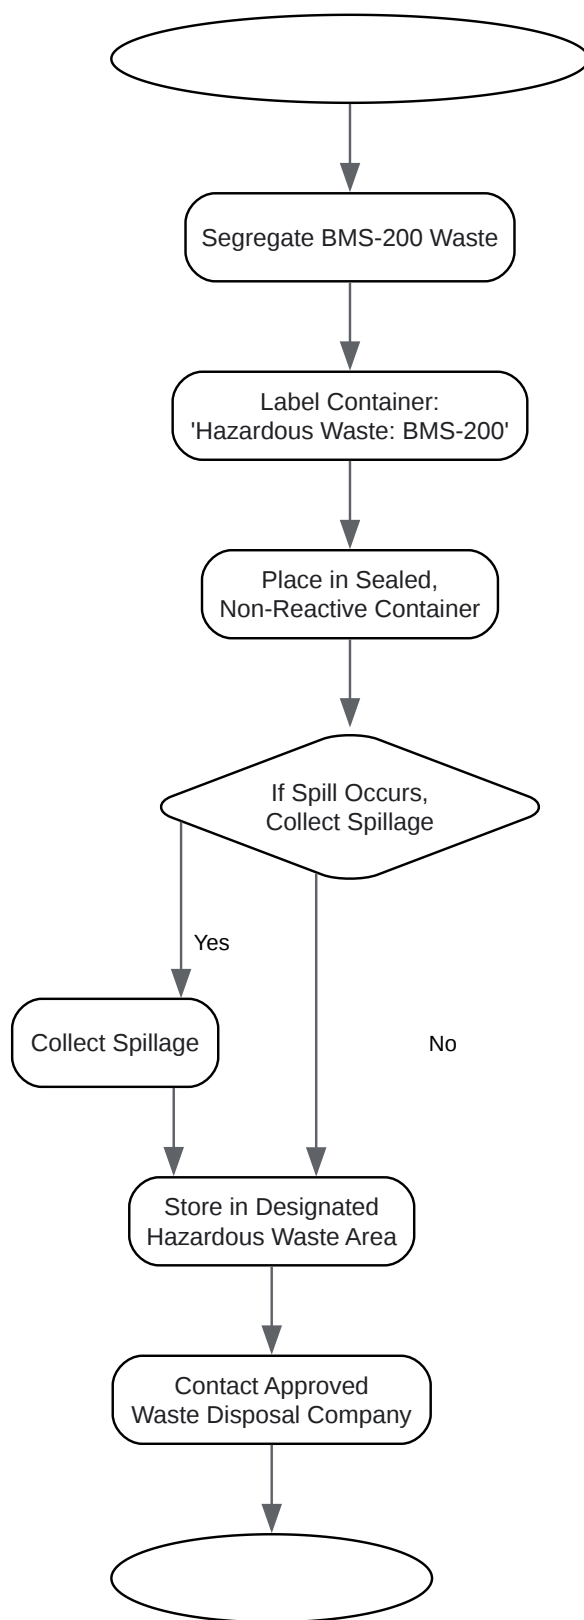 Segregate BMS-200 Waste
Label Container:
'Hazardous Waste: BMS-200'
Place in Sealed,
Non-Reactive Container
If Spill Occurs,
Collect Spillage
Yes
Collect Spillage
No
Store in Designated
Hazardous Waste Area
Contact Approved
Waste Disposal Company